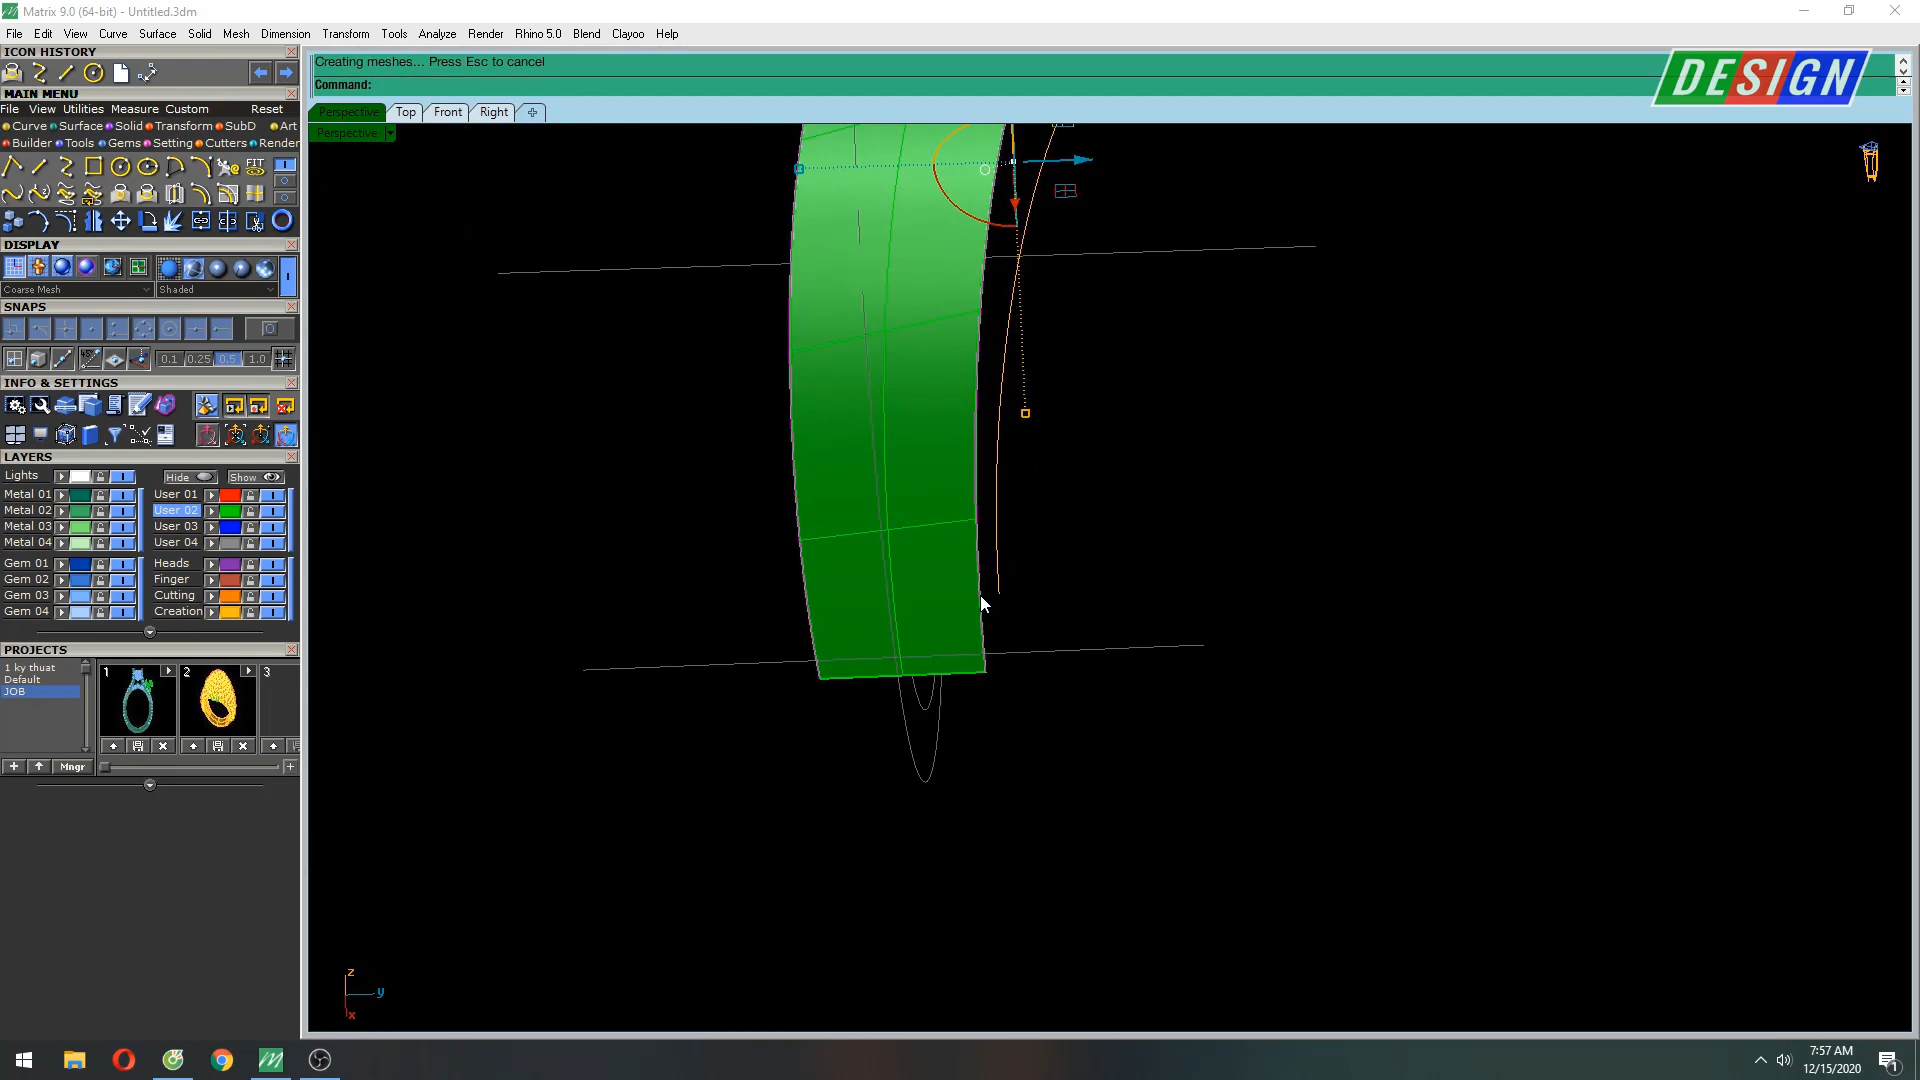 Matrix 9.0 (64-bit) - Untitled.3dm
File Edit View Curve Surface Solid Mesh Dimension Transform Tools Analyze Render Rhino 5.0 Blend Clayoo Help
ICON HISTORY
MAIN MENU
File View Utilities Measure Custom Reset
Curve Surface Solid Transform SubD Art
Builder Tools Gems Setting Cutters Render
FIT
DISPLAY
Coarse Mesh Shaded
SNAPS
0.1 0.25 0.5 1.0
INFO & SETTINGS
LAYERS
Lights Hide Show
Metal 01 User 01
Metal 02 User 02
Metal 03 User 03
Metal 04 User 04
Gem 01 Heads
Gem 02 Finger
Gem 03 Cutting
Gem 04 Creation
PROJECTS
1 ky thuat
Default
JOB
1 2 3
Mngr
Creating meshes... Press Esc to cancel
Command:
DESIGN
Perspective Top Front Right
Perspective
z
y
x
7:57 AM
12/15/2020
1